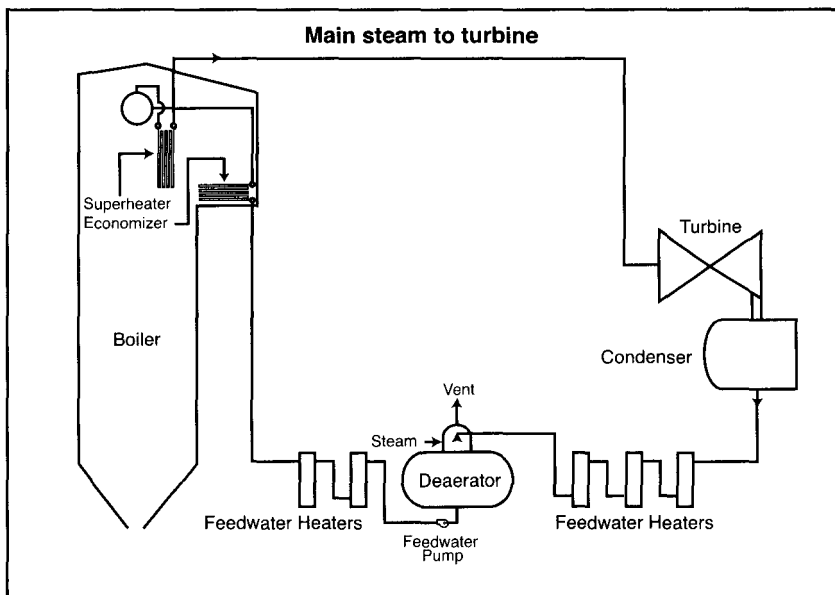 Main steam to turbine
Superheater
Economizer
Turbine
Boiler
Condenser
Vent
Steam
Deaerator
Feedwater Heaters
Feedwater
Pump
Feedwater Heaters